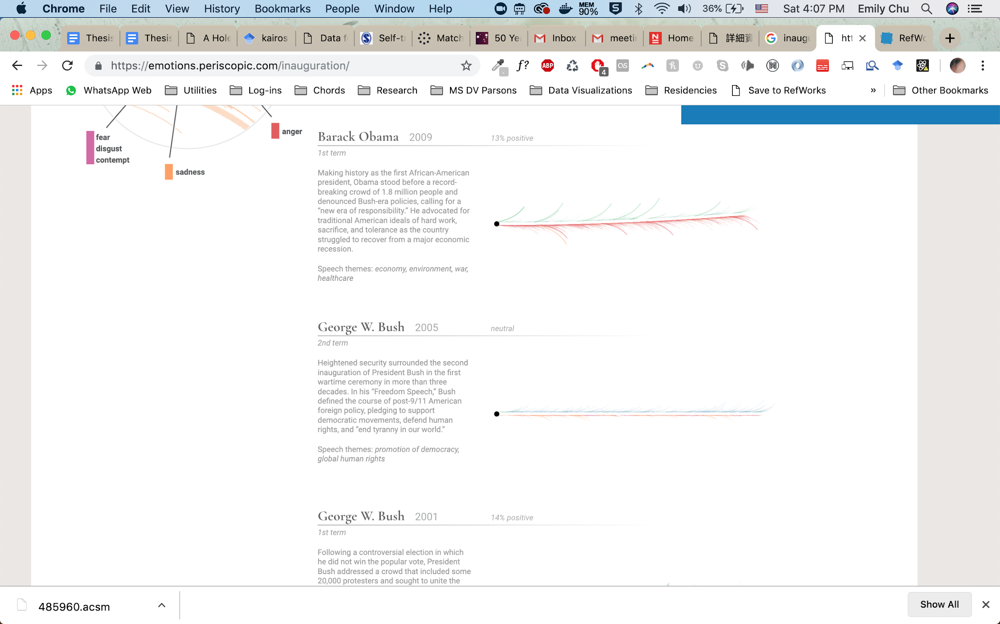 Chrome File Edit View History Bookmarks People Window Help MEM 90% 36% Sat 4:07 PM Emily Chu
Thesis Thesis A Hole kairos Data f Self-t Match 50 Ye Inbox meeti Home 詳細資 inaug htt RefWo
https://emotions.periscopic.com/inauguration/ f? ABP 4
Apps WhatsApp Web Utilities Log-ins Chords Research MS DV Parsons Data Visualizations Residencies Save to RefWorks » Other Bookmarks
fear
disgust
contempt
sadness
anger
Barack Obama 2009 13% positive
1st term
Making history as the first African-American
president, Obama stood before a record-
breaking crowd of 1.8 million people and
denounced Bush-era policies, calling for a
“new era of responsibility.” He advocated for
traditional American ideals of hard work,
sacrifice, and tolerance as the country
struggled to recover from a major economic
recession.
Speech themes: economy, environment, war,
healthcare
George W. Bush 2005 neutral
2nd term
Heightened security surrounded the second
inauguration of President Bush in the first
wartime ceremony in more than three
decades. In his “Freedom Speech,” Bush
defined the course of post-9/11 American
foreign policy, pledging to support
democratic movements, defend human
rights, and “end tyranny in our world.”
Speech themes: promotion of democracy,
global human rights
George W. Bush 2001 14% positive
1st term
Following a controversial election in which
he did not win the popular vote, President
Bush addressed a crowd that included some
20,000 protesters and sought to unite the
485960.acsm
Show All